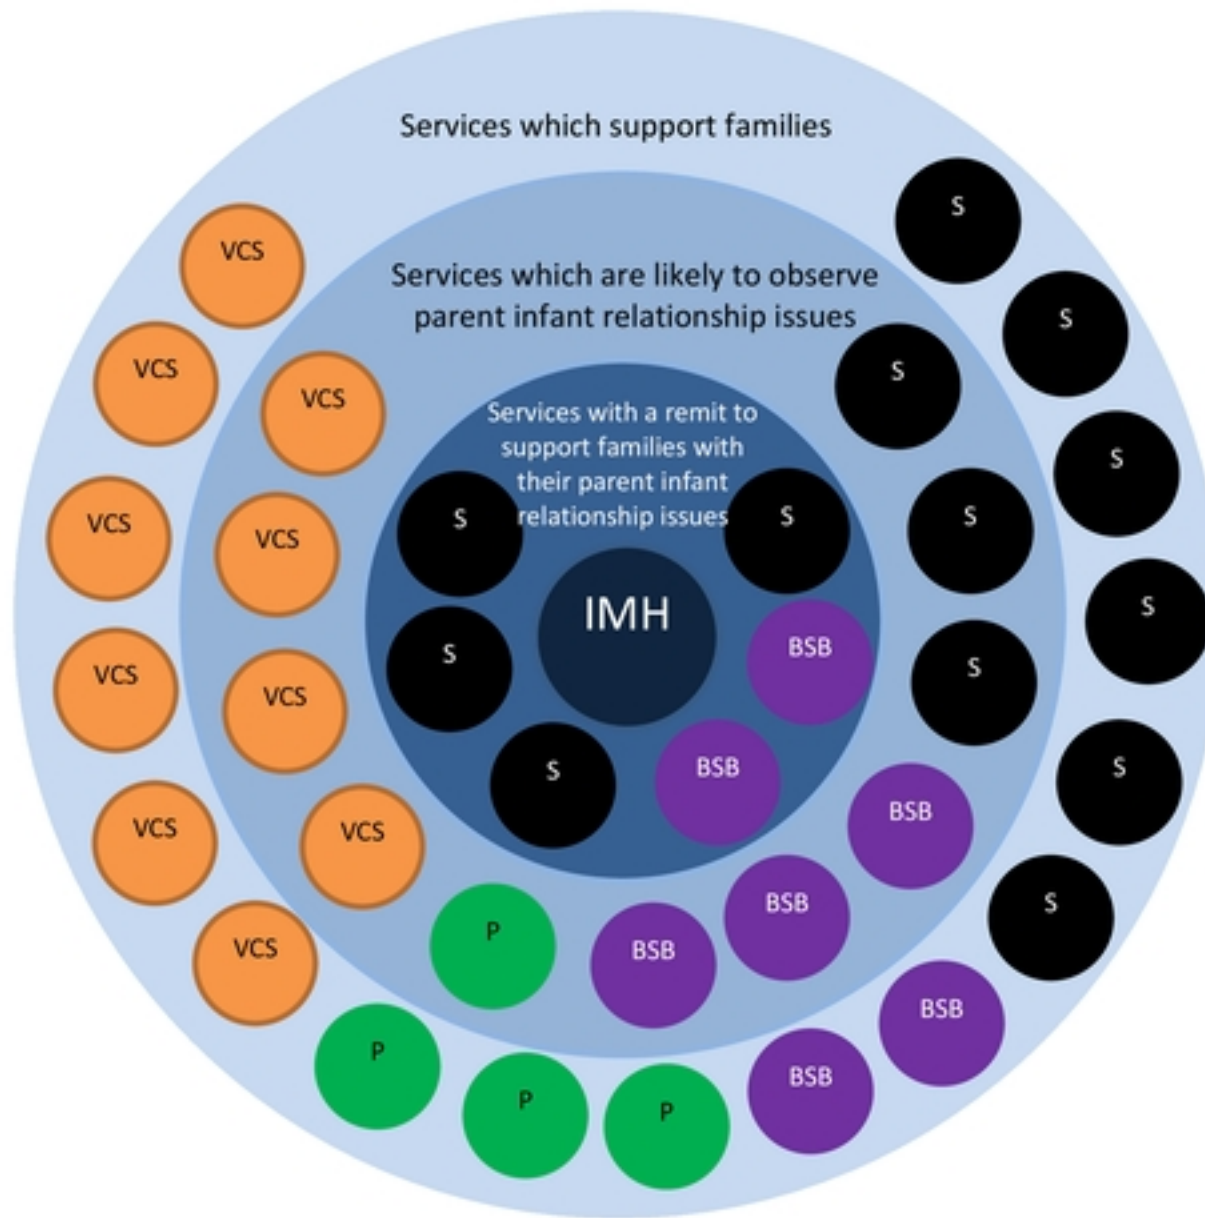 Services which support families
S
VCS
Services which are likely to observe
parent infant relationship issues
S
VCS
S
VCS
Services with a remit to
support families with
their parent infant
relationship issues
S
S
S
VCS
S
VCS
IMH
S
BSB
S
S
VCS
VCS
BSB
S
S
BSB
VCS
VCS
BSB
S
P
BSB
VCS
BSB
P
BSB
P
P